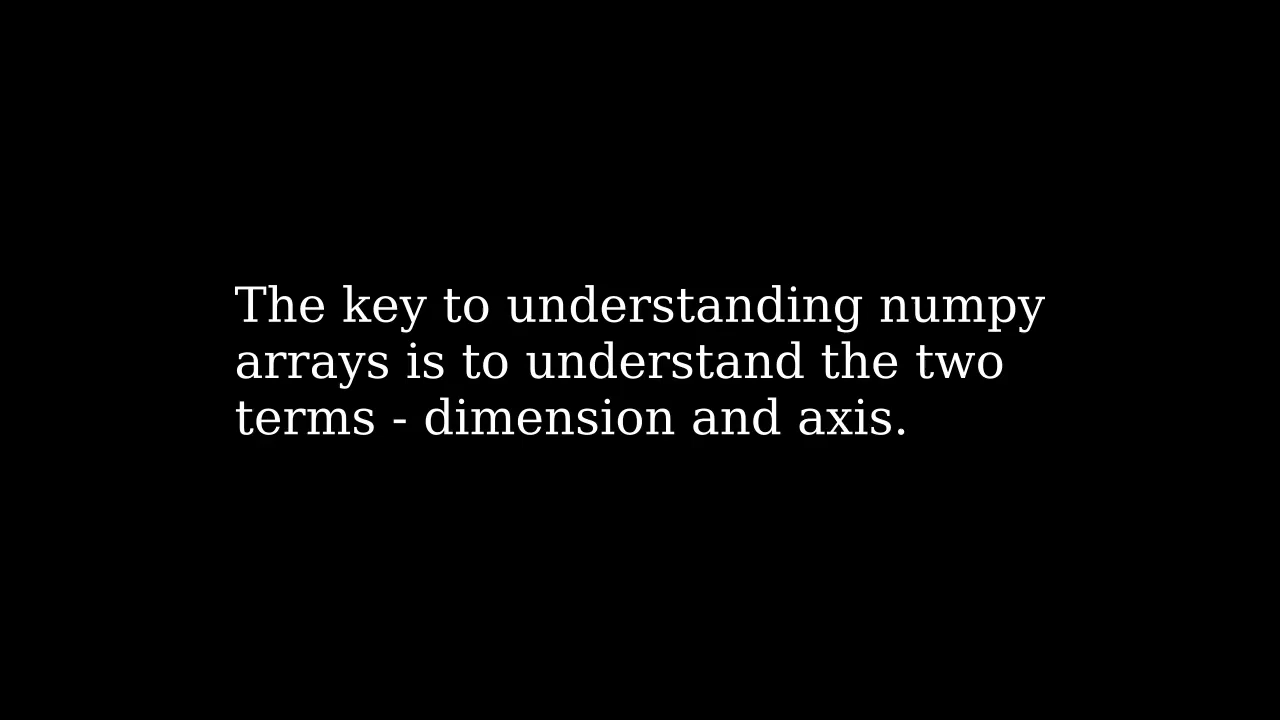 The key to understanding numpy
arrays is to understand the two
terms - dimension and axis.